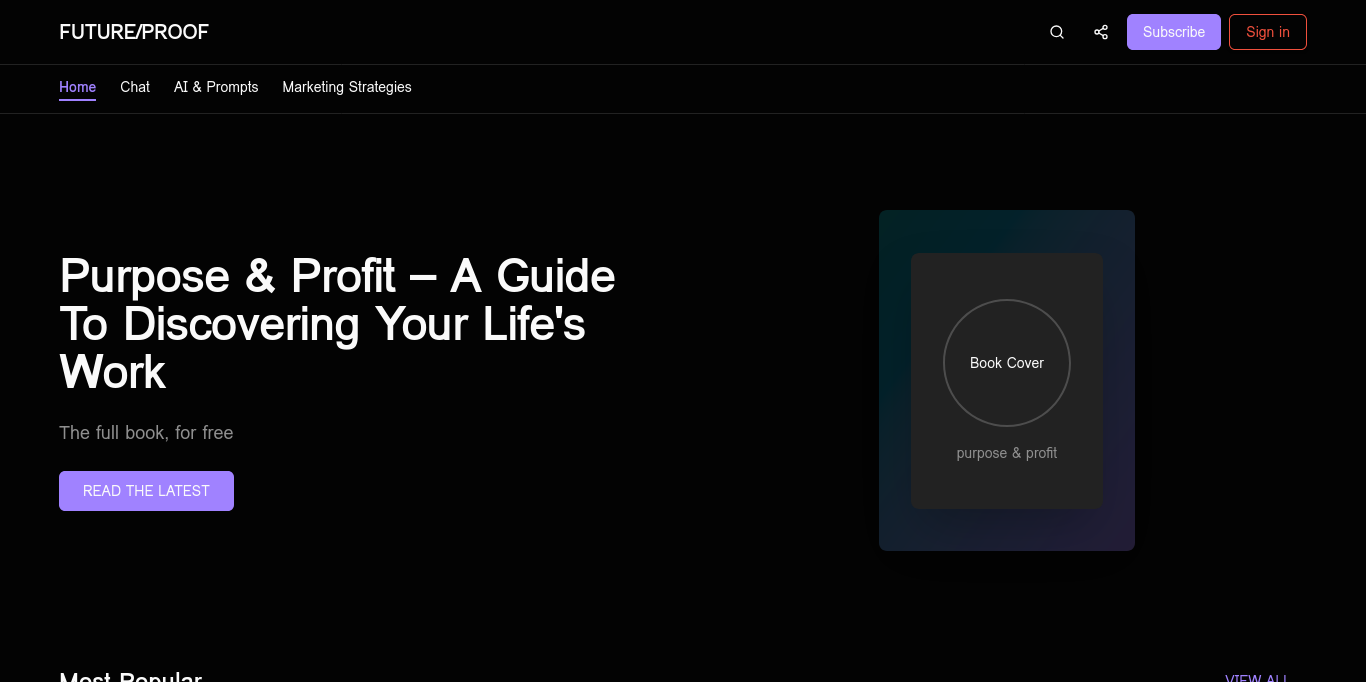 FUTURE/PROOF
Subscribe
Sign in
Home
Chat
AI & Prompts
Marketing Strategies
Purpose & Profit – A Guide
To Discovering Your Life's
Work
The full book, for free
READ THE LATEST
Book Cover
purpose & profit
Most Popular
VIEW ALL